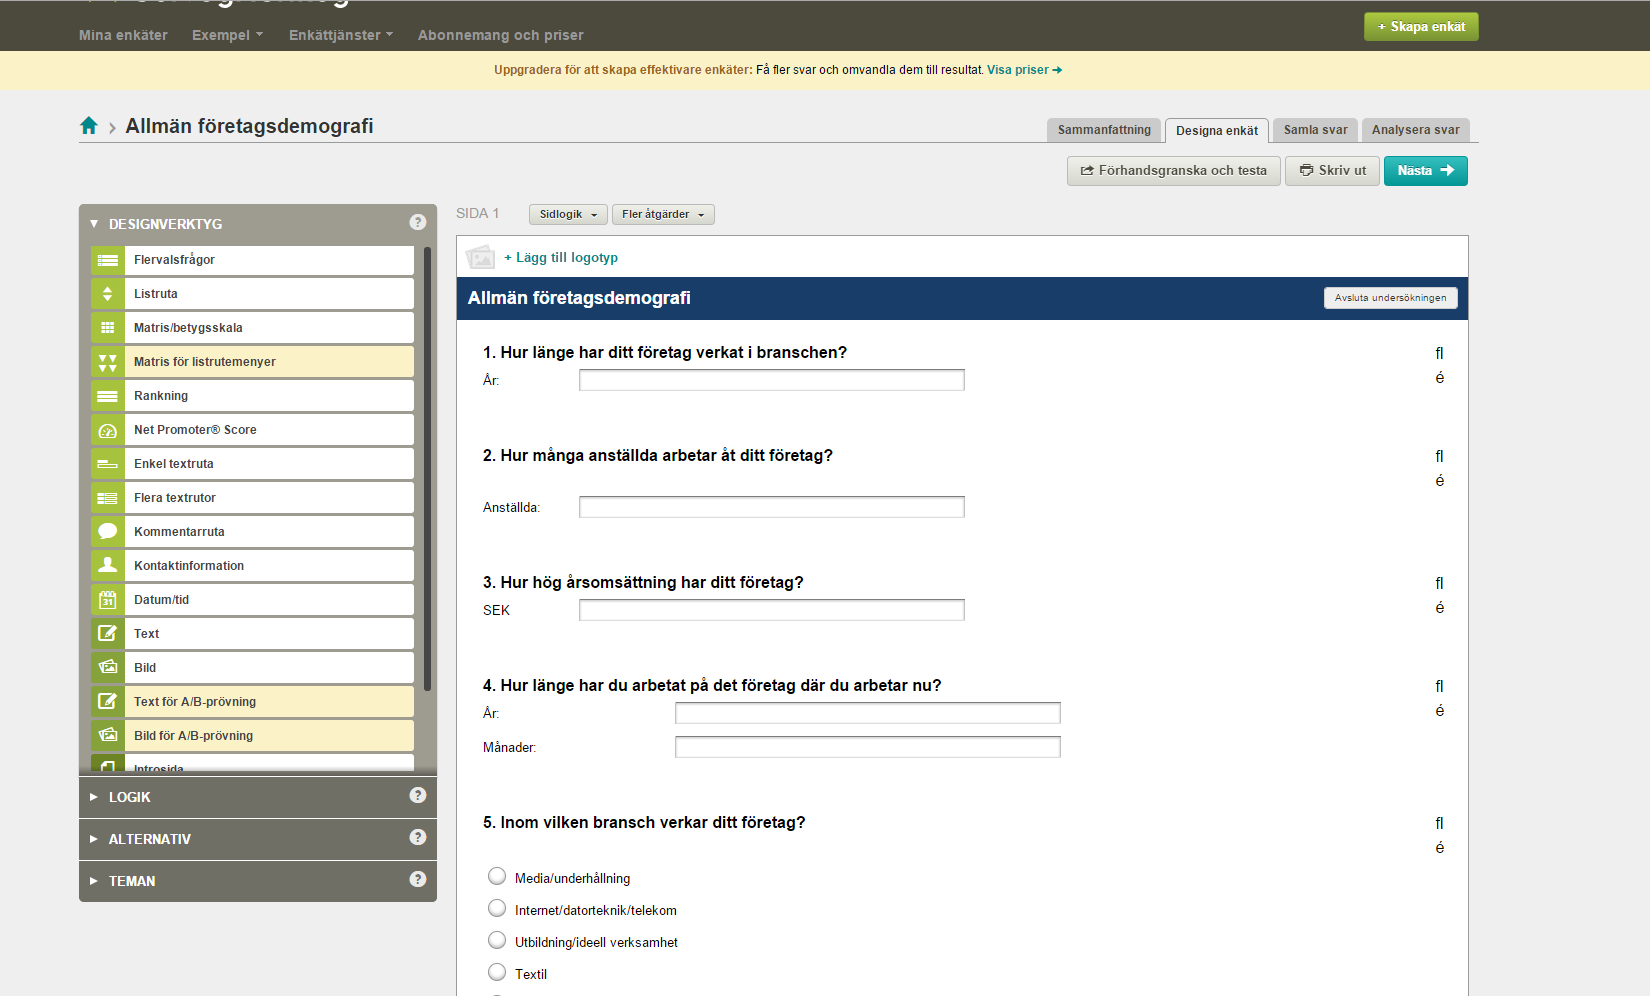 Mina enkäter Exempel Enkättjänster Abonnemang och priser
+ Skapa enkät
Uppgradera för att skapa effektivare enkäter: Få fler svar och omvandla dem till resultat. Visa priser →
Allmän företagsdemografi
Sammanfattning Designa enkät Samla svar Analysera svar
Förhandsgranska och testa Skriv ut Nästa
DESIGNVERKTYG ?
Flervalsfrågor
Listruta
Matris/betygsskala
Matris för listrutemenyer
Rankning
Net Promoter® Score
Enkel textruta
Flera textrutor
Kommentarruta
Kontaktinformation
31 Datum/tid
Text
Bild
Text för A/B-prövning
Bild för A/B-prövning
Introsida
LOGIK ?
ALTERNATIV ?
TEMAN ?
SIDA 1 Sidlogik Fler åtgärder
+ Lägg till logotyp
Allmän företagsdemografi Avsluta undersökningen
1. Hur länge har ditt företag verkat i branschen? fl
År: é
2. Hur många anställda arbetar åt ditt företag? fl
é
Anställda:
3. Hur hög årsomsättning har ditt företag? fl
SEK é
4. Hur länge har du arbetat på det företag där du arbetar nu? fl
År: é
Månader:
5. Inom vilken bransch verkar ditt företag? fl
é
Media/underhållning
Internet/datorteknik/telekom
Utbildning/ideell verksamhet
Textil